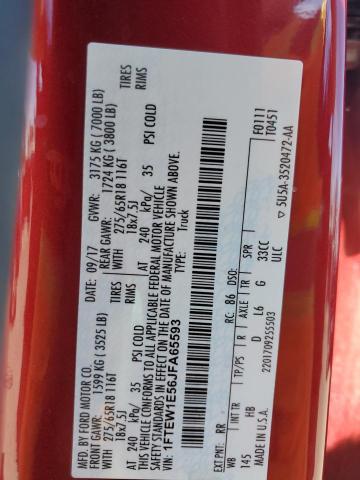 MFD. BY FORD MOTOR CO.
DATE: 09/17 GVWR: 3175 KG (7000 LB)
FRONT GAWR: 1599 KG (3525 LB) REAR GAWR: 1724 KG (3800 LB)
275/65R18 116T TIRES WITH 275/65R18 116T TIRES
18x7.5J RIMS 18x7.5J RIMS
AT 240 kPa/ 35 PSI COLD AT 240 kPa/ 35 PSI COLD
THIS VEHICLE CONFORMS TO ALL APPLICABLE FEDERAL MOTOR VEHICLE
SAFETY STANDARDS IN EFFECT ON THE DATE OF MANUFACTURE SHOWN ABOVE.
VIN: 1FTEW1E56JFA65593
TYPE: Truck
F0111
T0451
EXT PNT: RR RC: 86 DSO:
WB INT TR TP/PS R AXLE TR SPR
145 HB D L6 G 33CC
ULC
▽ 5U5A-3520472-AA
2201709255503
MADE IN U.S.A.